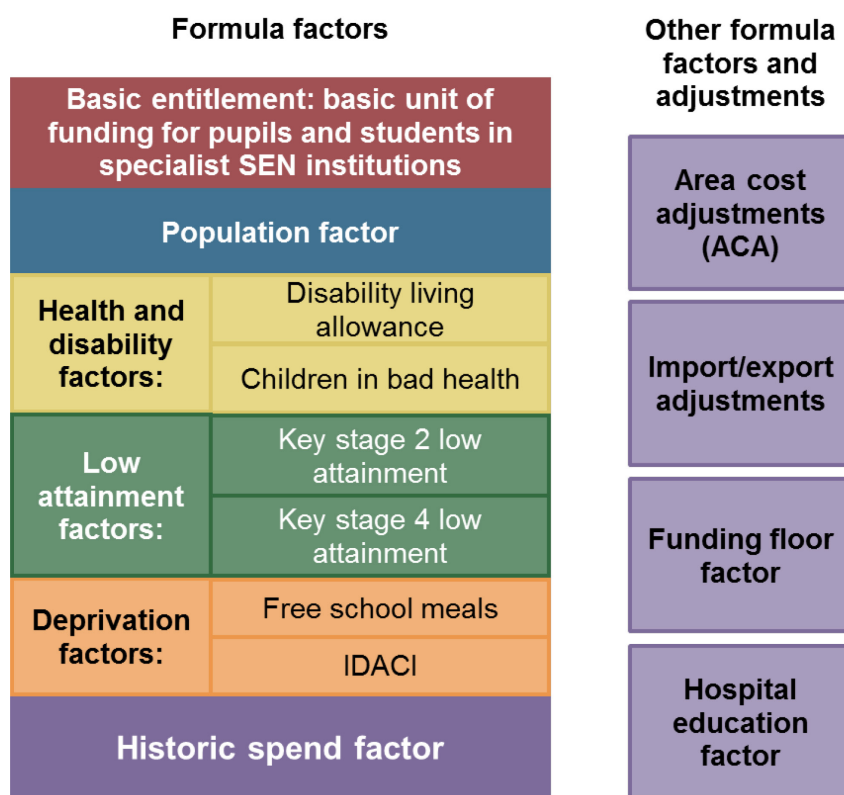 Formula factors
Basic entitlement: basic unit of
funding for pupils and students in
specialist SEN institutions
Population factor
Health and
disability
factors:
Disability living
allowance
Children in bad health
Low
attainment
factors:
Key stage 2 low
attainment
Key stage 4 low
attainment
Deprivation
factors:
Free school meals
IDACI
Historic spend factor
Other formula
factors and
adjustments
Area cost
adjustments
(ACA)
Import/export
adjustments
Funding floor
factor
Hospital
education
factor